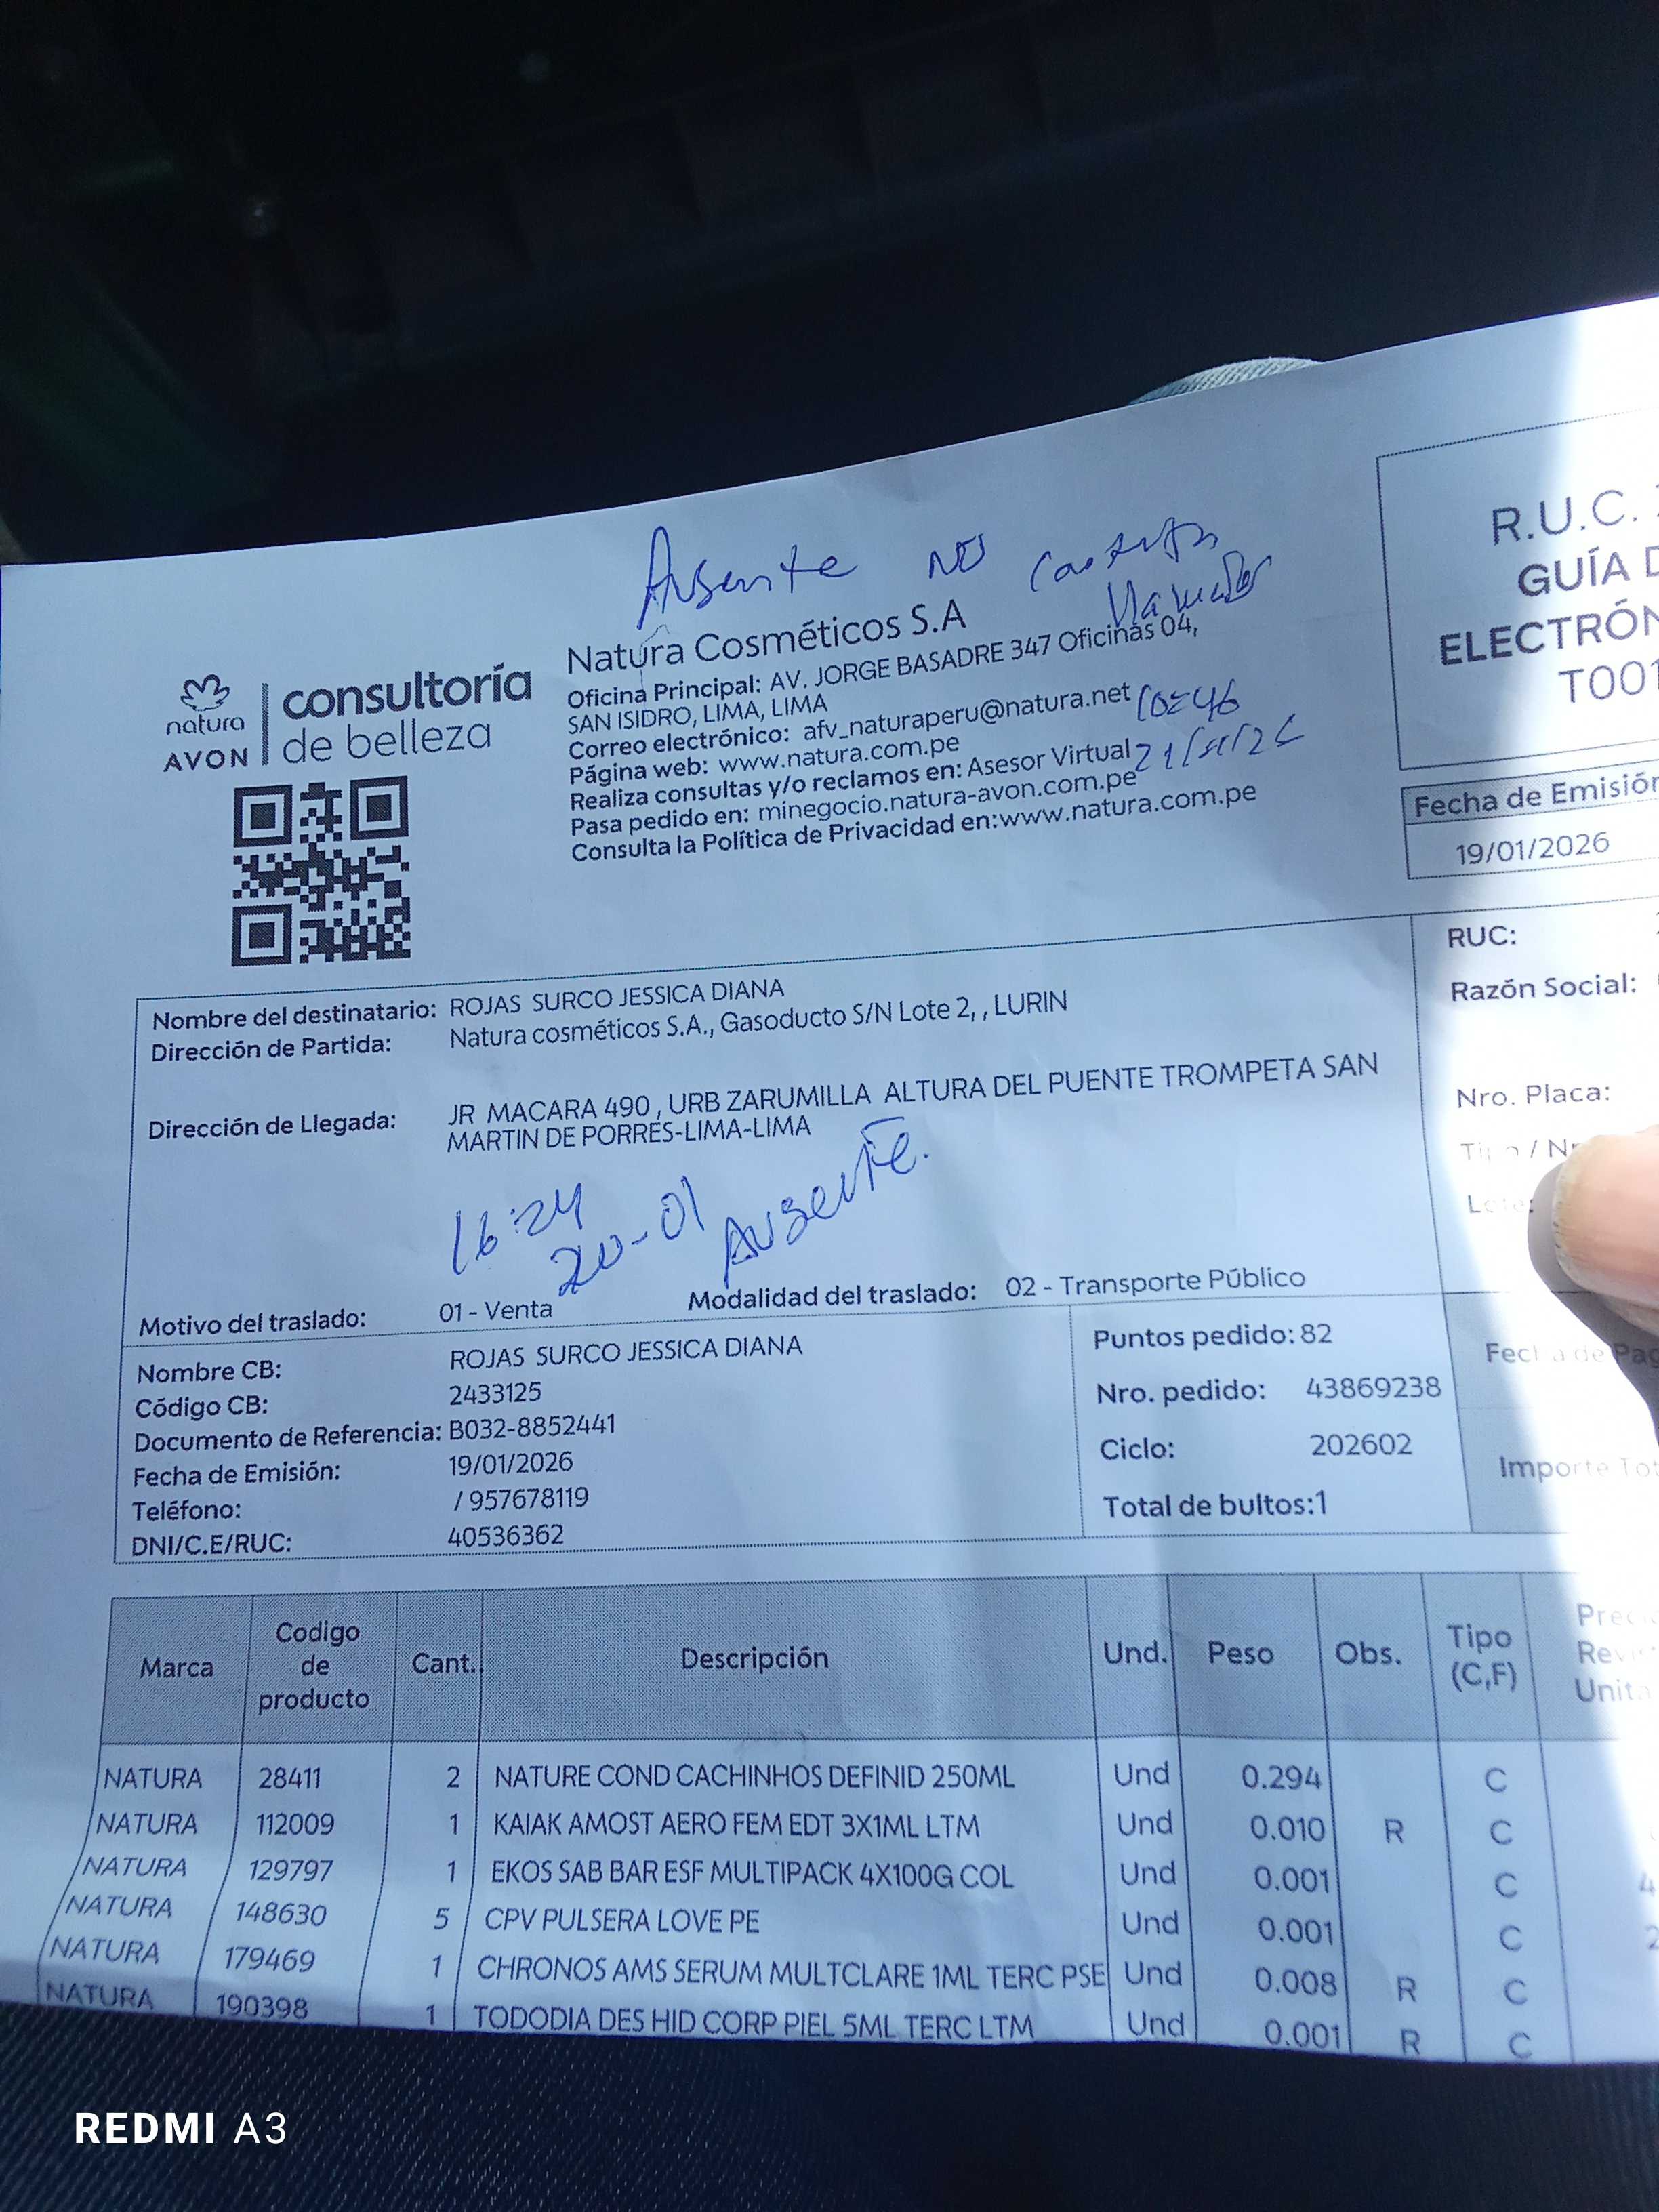 Ausente NO contesta
llamadas
natura
AVON
consultoría
de belleza
Natura Cosméticos S.A
Oficina Principal: AV. JORGE BASADRE 347 Oficinas 04,
SAN ISIDRO, LIMA, LIMA
Correo electrónico: afv_naturaperu@natura.net
Página web: www.natura.com.pe
Realiza consultas y/o reclamos en: Asesor Virtual
Pasa pedido en: minegocio.natura-avon.com.pe
Consulta la Política de Privacidad en:www.natura.com.pe
10:46
R.U.C.
GUÍA
T001
Fecha de Emisión
19/01/2026
Nombre del destinatario: ROJAS SURCO JESSICA DIANA
Dirección de Partida: Natura cosméticos S.A., Gasoducto S/N Lote 2, , LURIN
Dirección de Llegada: JR MACARA 490 , URB ZARUMILLA ALTURA DEL PUENTE TROMPETA SAN
MARTIN DE PORRES-LIMA-LIMA
16:24
20-01 Ausente.
Motivo del traslado: 01 - Venta Modalidad del traslado: 02 - Transporte Público
RUC:
Razón Social:
Nro. Placa:
Nombre CB: ROJAS SURCO JESSICA DIANA
Código CB: 2433125
Documento de Referencia: B032-8852441
Fecha de Emisión: 19/01/2026
Teléfono: / 957678119
DNI/C.E/RUC: 40536362
Puntos pedido: 82
Nro. pedido: 43869238
Ciclo: 202602
Total de bultos:1
Importe
Marca Codigo de producto Cant. Descripción Und. Peso Obs. Tipo (C,F)
NATURA 28411 2 NATURE COND CACHINHOS DEFINID 250ML Und 0.294 C
NATURA 112009 1 KAIAK AMOST AERO FEM EDT 3X1ML LTM Und 0.010 R C
NATURA 129797 1 EKOS SAB BAR ESF MULTIPACK 4X100G COL Und 0.001 C
NATURA 148630 5 CPV PULSERA LOVE PE Und 0.001 C
NATURA 179469 1 CHRONOS AMS SERUM MULTCLARE 1ML TERC PSE Und 0.008 R C
NATURA 190398 1 TODODIA DES HID CORP PIEL 5ML TERC LTM Und 0.001 R C
REDMI A3